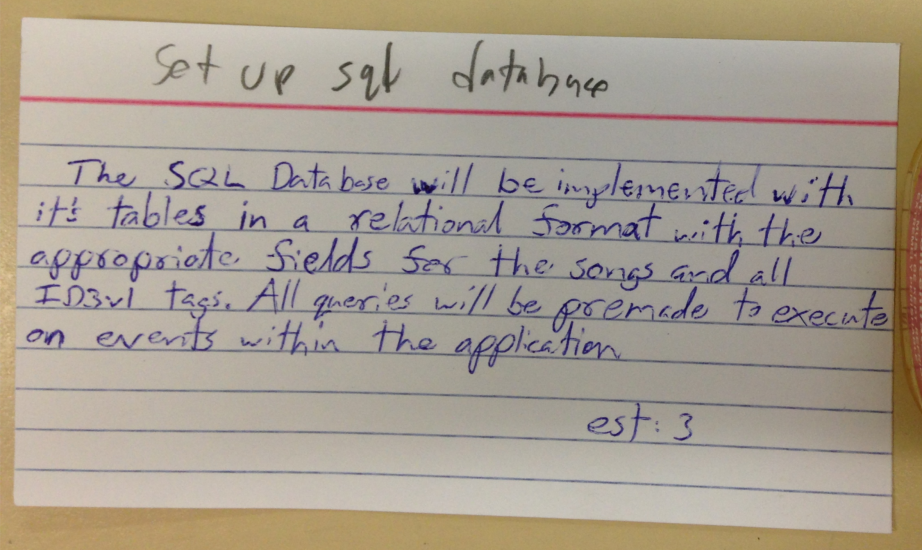 Set up sql database
The SQL Database will be implemented with
it's tables in a relational format with the
appropriate fields for the songs and all
ID3v1 tags. All queries will be premade to execute
on events within the application
est: 3